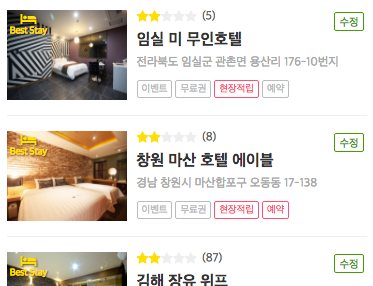 Best Stay
(5)
수정
임실 미 무인호텔
전라북도 임실군 관촌면 용산리 176-10번지
이벤트 무료권 현장적립 예약
Best Stay
(8)
수정
창원 마산 호텔 에이블
경남 창원시 마산합포구 오동동 17-138
이벤트 무료권 현장적립 예약
Best Stay
(87)
수정
김해 장유 위프